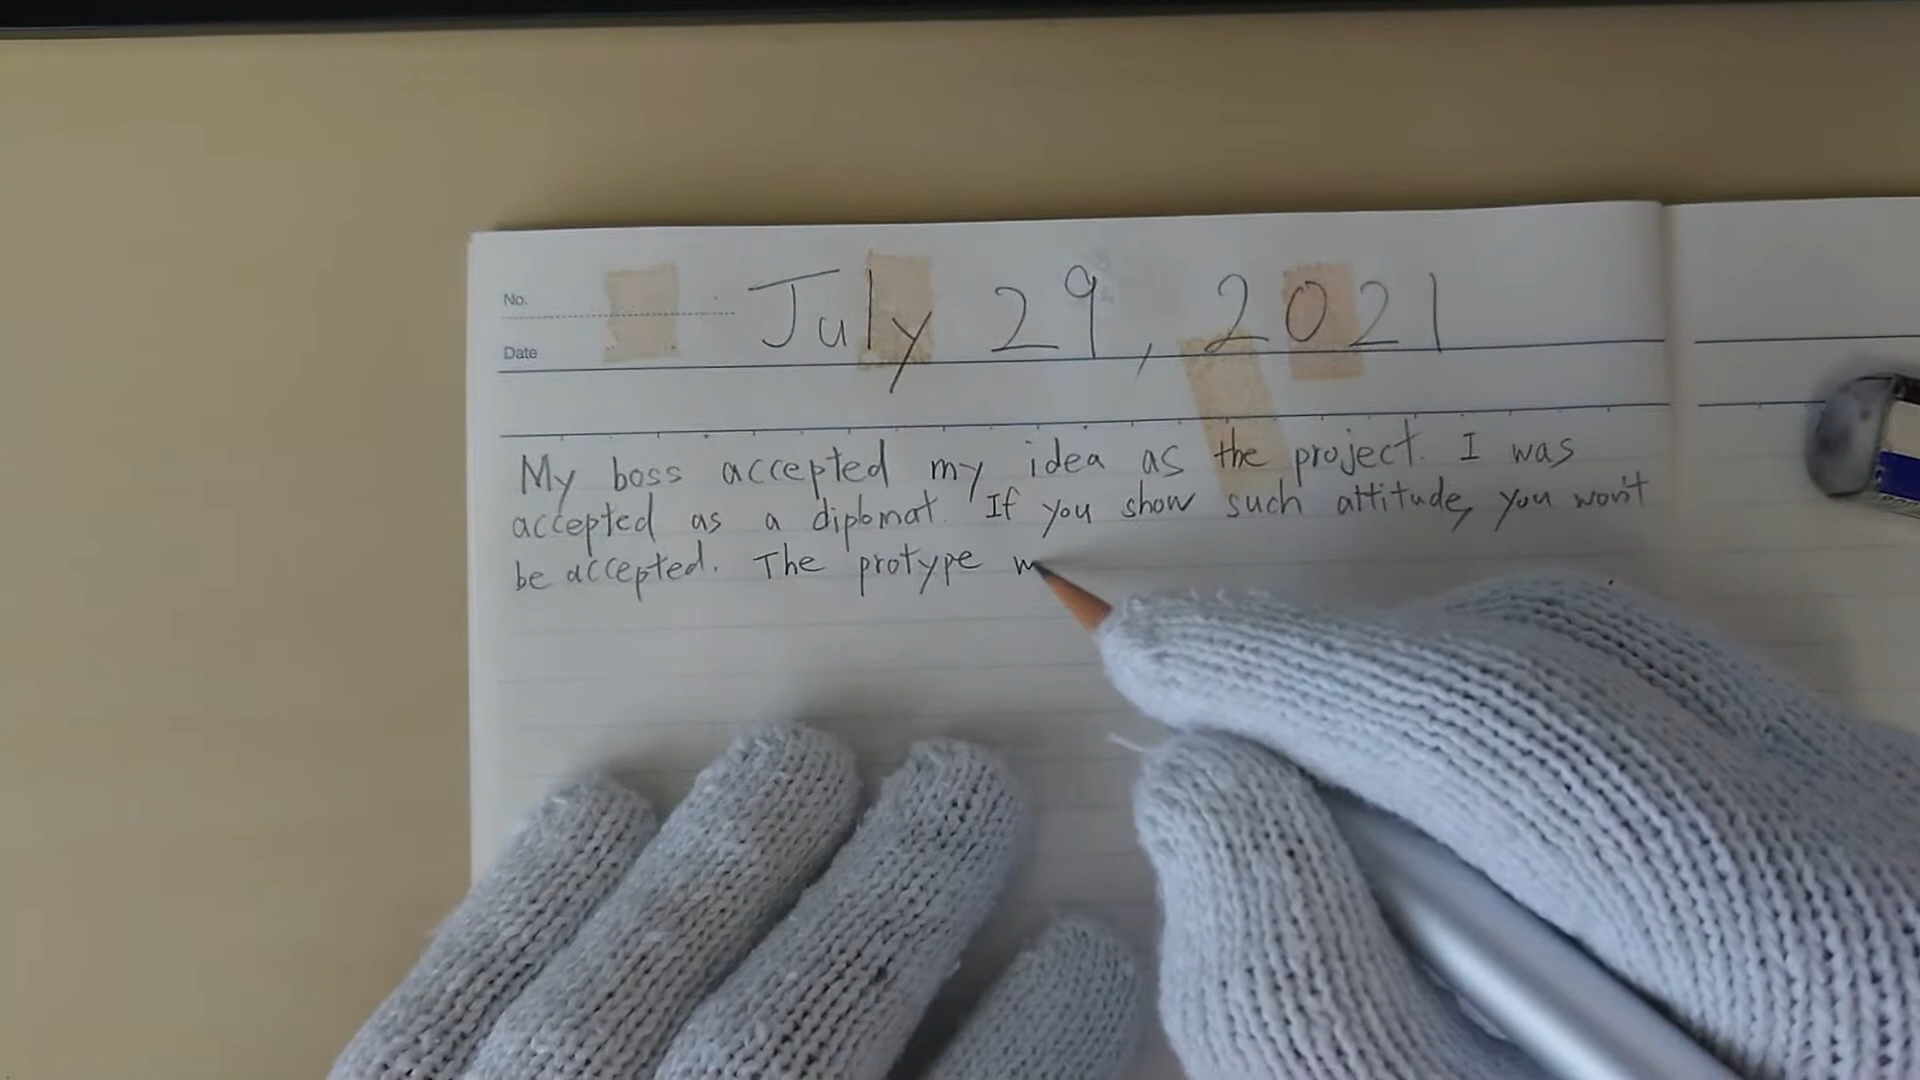 No.
July 29, 2021
Date
My boss accepted my idea as the project. I was
accepted as a diplomat. If you show such attitude, you won't
be accepted. The protype w